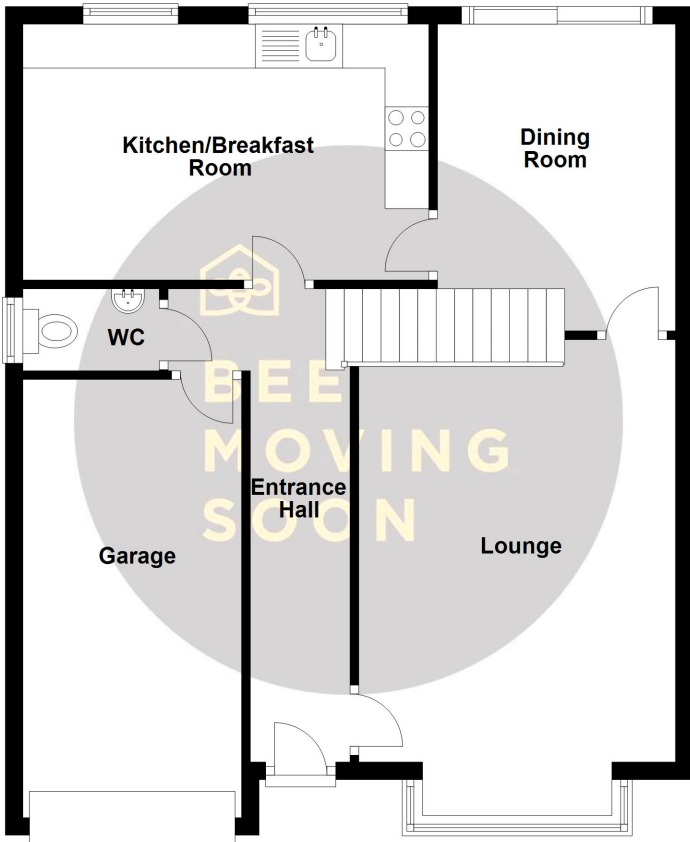 Kitchen/Breakfast
Room
Dining
Room
WC
BEE
MOVING
SOON
Entrance
Hall
Garage
Lounge